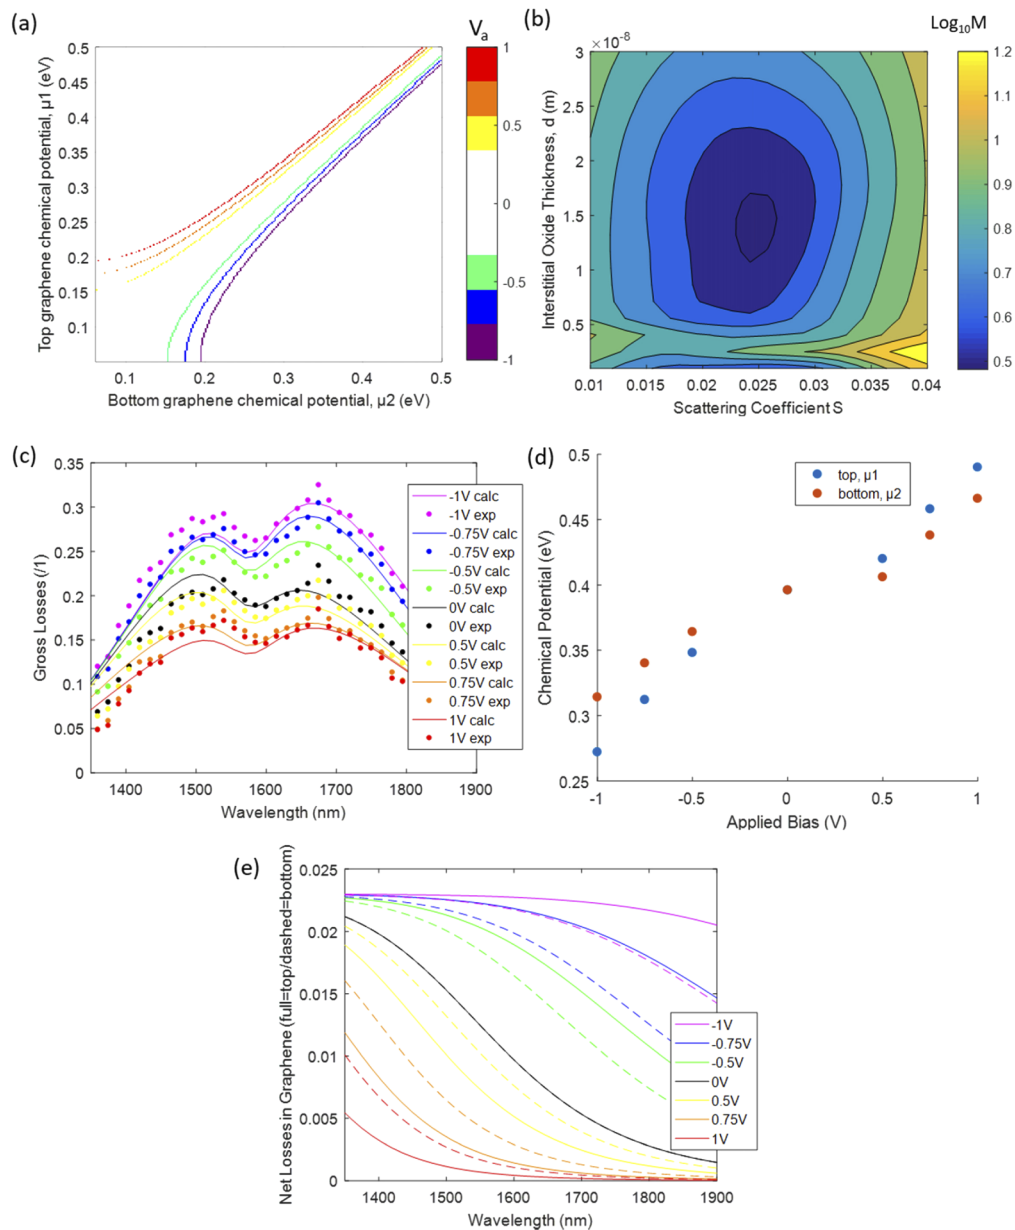 (a)
Vₐ
0.5
0.45
0.4
0.35
0.3
0.25
0.2
0.15
0.1
Top graphene chemical potential, μ1 (eV)
0.1
0.2
0.3
0.4
0.5
Bottom graphene chemical potential, μ2 (eV)
1
0.5
0
-0.5
-1
(b)
Log₁₀M
×10⁻⁸
3
2.5
2
1.5
1
0.5
Interstitial Oxide Thickness, d (m)
0.01
0.015
0.02
0.025
0.03
0.035
0.04
Scattering Coefficient S
1.2
1.1
1
0.9
0.8
0.7
0.6
0.5
(c)
0.35
0.3
0.25
0.2
0.15
0.1
0.05
0
Gross Losses (/1)
1400
1500
1600
1700
1800
1900
Wavelength (nm)
-1V calc
-1V exp
-0.75V calc
-0.75V exp
-0.5V calc
-0.5V exp
0V calc
0V exp
0.5V calc
0.5V exp
0.75V calc
0.75V exp
1V calc
1V exp
(d)
0.5
0.45
0.4
0.35
0.3
0.25
Chemical Potential (eV)
-1
-0.5
0
0.5
1
Applied Bias (V)
top, μ1
bottom, μ2
(e)
0.025
0.02
0.015
0.01
0.005
0
Net Losses in Graphene (full=top/dashed=bottom)
1400
1500
1600
1700
1800
1900
Wavelength (nm)
-1V
-0.75V
-0.5V
0V
0.5V
0.75V
1V